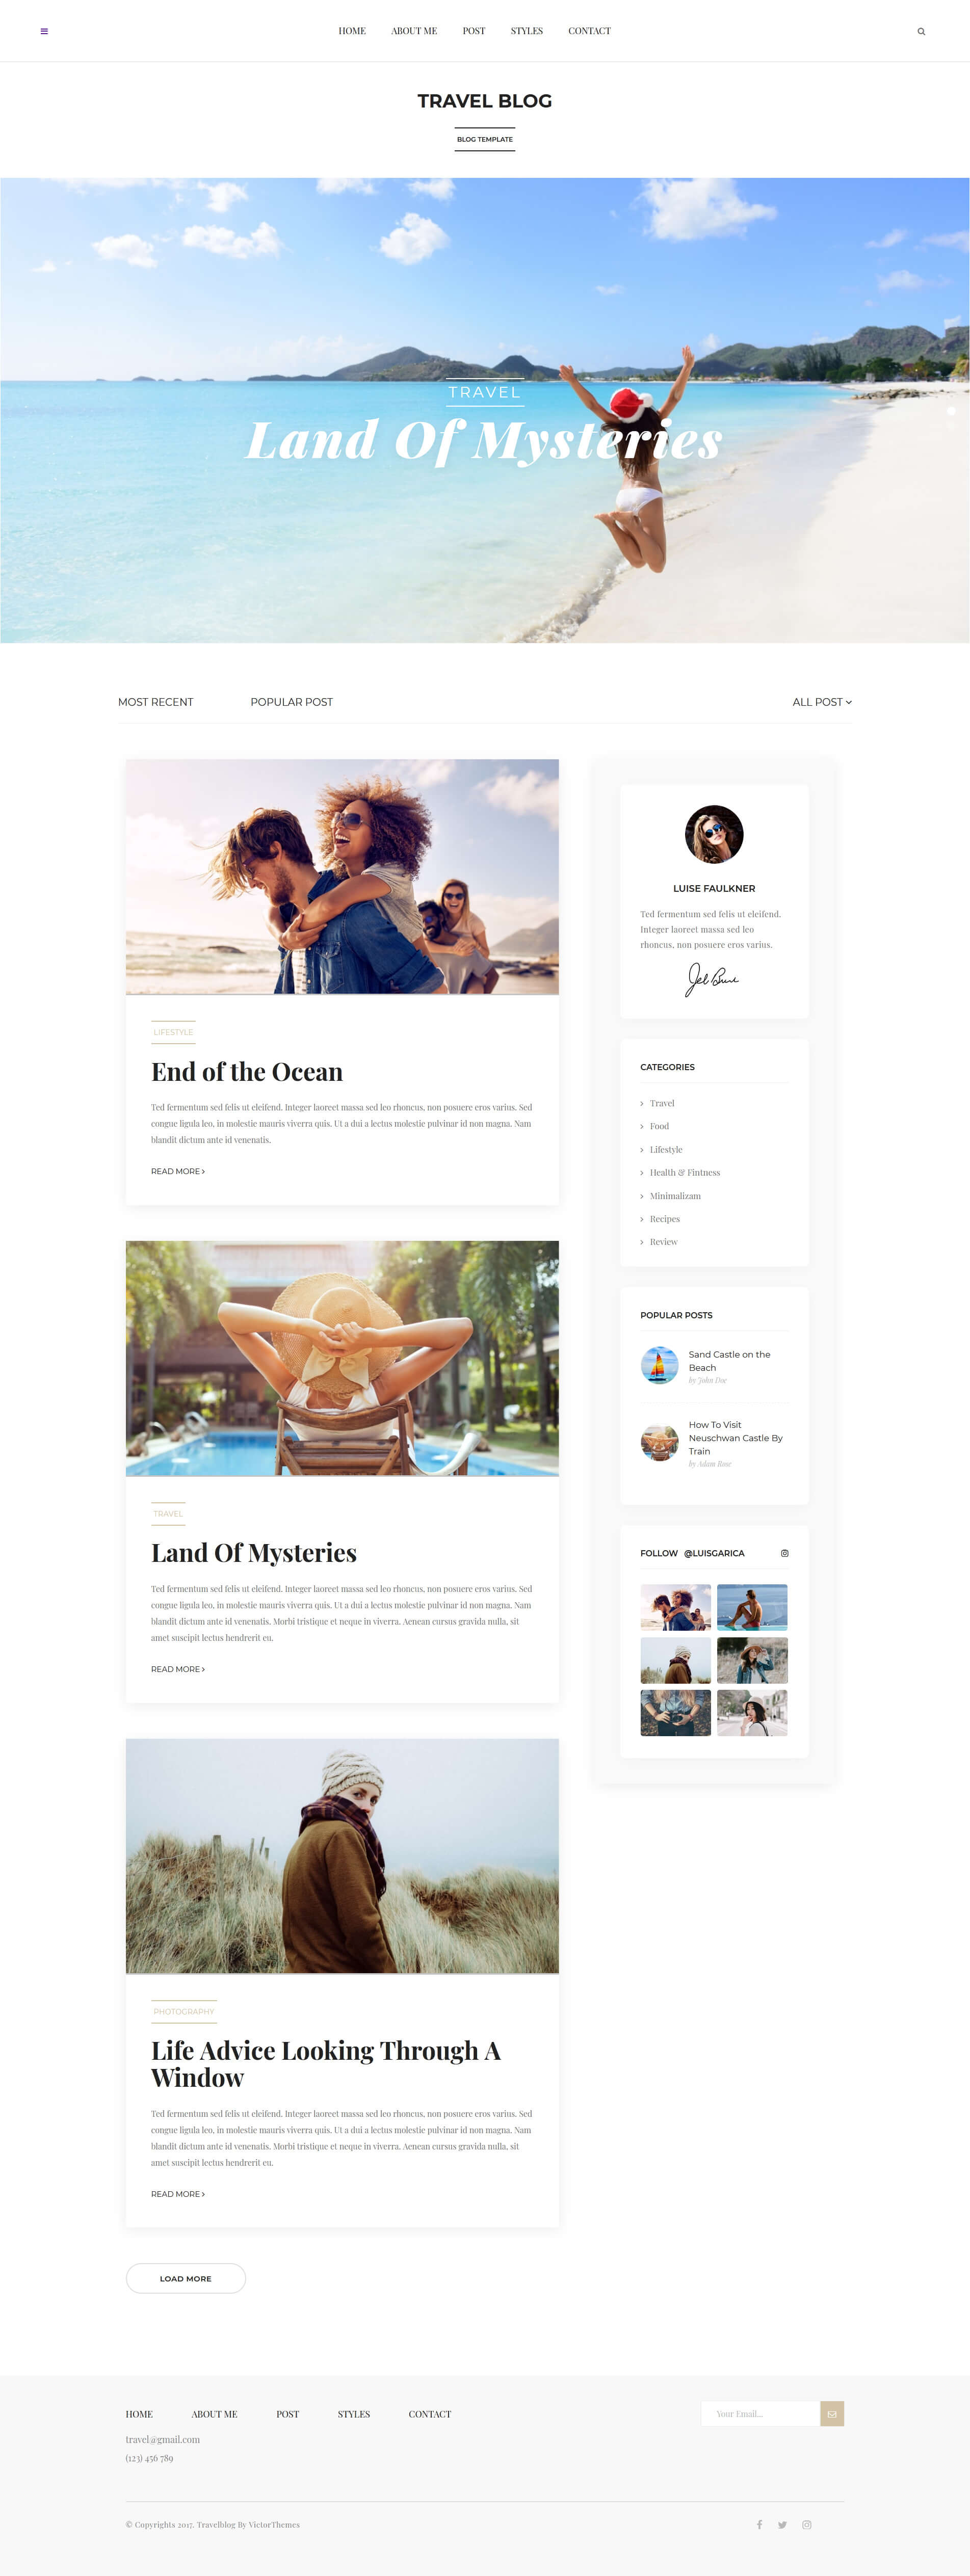 HOME ABOUT ME POST STYLES CONTACT
TRAVEL BLOG
BLOG TEMPLATE
TRAVEL
Land Of Mysteries
MOST RECENT POPULAR POST ALL POST
LIFESTYLE
End of the Ocean
Ted fermentum sed felis ut eleifend. Integer laoreet massa sed leo rhoncus, non posuere eros varius. Sed
congue ligula leo, in molestie mauris viverra quis. Ut a dui a lectus molestie pulvinar id non magna. Nam
blandit dictum ante id venenatis.
READ MORE
TRAVEL
Land Of Mysteries
Ted fermentum sed felis ut eleifend. Integer laoreet massa sed leo rhoncus, non posuere eros varius. Sed
congue ligula leo, in molestie mauris viverra quis. Ut a dui a lectus molestie pulvinar id non magna. Nam
blandit dictum ante id venenatis. Morbi tristique et neque in viverra. Aenean cursus gravida nulla, sit
amet suscipit lectus hendrerit eu.
READ MORE
PHOTOGRAPHY
Life Advice Looking Through A
Window
Ted fermentum sed felis ut eleifend. Integer laoreet massa sed leo rhoncus, non posuere eros varius. Sed
congue ligula leo, in molestie mauris viverra quis. Ut a dui a lectus molestie pulvinar id non magna. Nam
blandit dictum ante id venenatis. Morbi tristique et neque in viverra. Aenean cursus gravida nulla, sit
amet suscipit lectus hendrerit eu.
READ MORE
LOAD MORE
LUISE FAULKNER
Ted fermentum sed felis ut eleifend.
Integer laoreet massa sed leo
rhoncus, non posuere eros varius.
CATEGORIES
Travel
Food
Lifestyle
Health & Fintness
Minimalizam
Recipes
Review
POPULAR POSTS
Sand Castle on the
Beach
by John Doe
How To Visit
Neuschwan Castle By
Train
by Adam Bone
FOLLOW @LUISGARICA
HOME ABOUT ME POST STYLES CONTACT
Your Email...
travel@gmail.com
(123) 456 789
© Copyrights 2017. Travelblog By VictorThemes